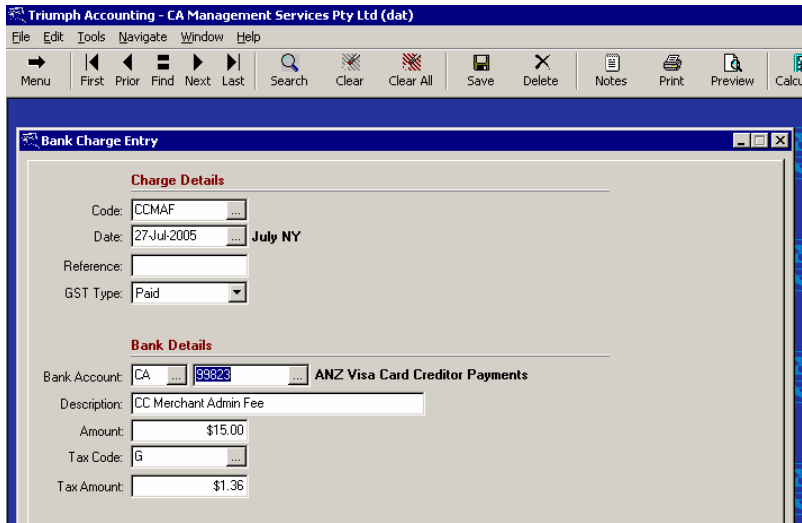 Triumph Accounting - CA Management Services Pty Ltd (dat)
File Edit Tools Navigate Window Help
Menu First Prior Find Next Last Search Clear Clear All Save Delete Notes Print Preview
Bank Charge Entry
Charge Details
Code: CCMAF ...
Date: 27-Jul-2005 ... July NY
Reference:
GST Type: Paid
Bank Details
Bank Account: CA ... 99823 ... ANZ Visa Card Creditor Payments
Description: CC Merchant Admin Fee
Amount: $15.00
Tax Code: G ...
Tax Amount: $1.36